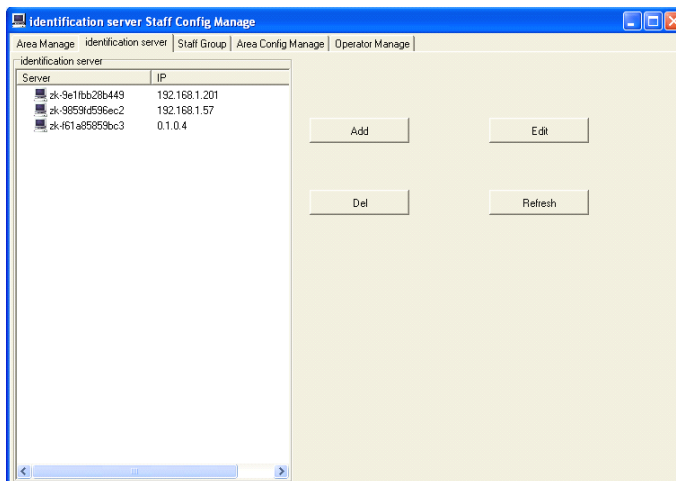 identification server Staff Config Manage
Area Manage identification server Staff Group Area Config Manage Operator Manage
identification server
Server IP
zk-9e1fbb28b449 192.168.1.201
zk-9859fd596ec2 192.168.1.57
zk-f61a85859bc3 0.1.0.4
Add Edit
Del Refresh